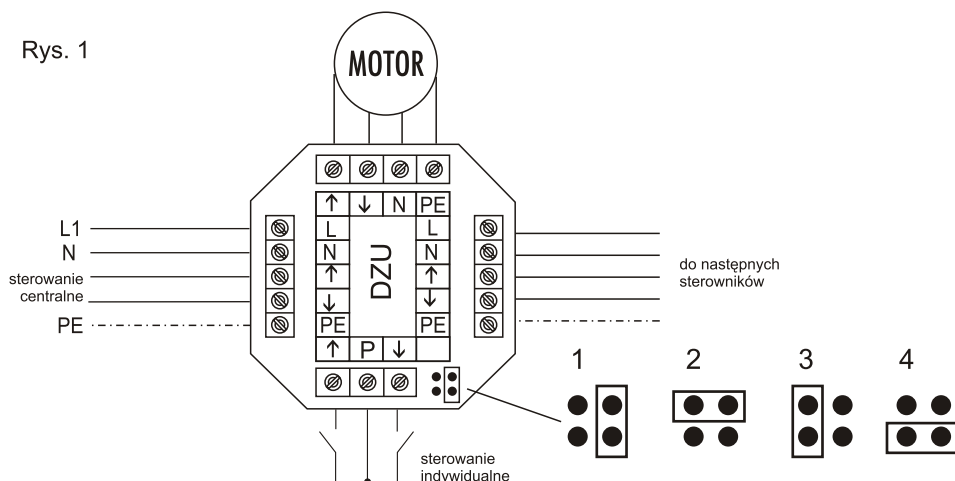 Rys. 1
MOTOR
↑ ↓ N PE
L L
N N
↑ ↑
↓ ↓
PE PE
↑ P ↓
DZU
L1
N
sterowanie
centralne
PE
do następnych
sterowników
1 2 3 4
sterowanie
indywidualne